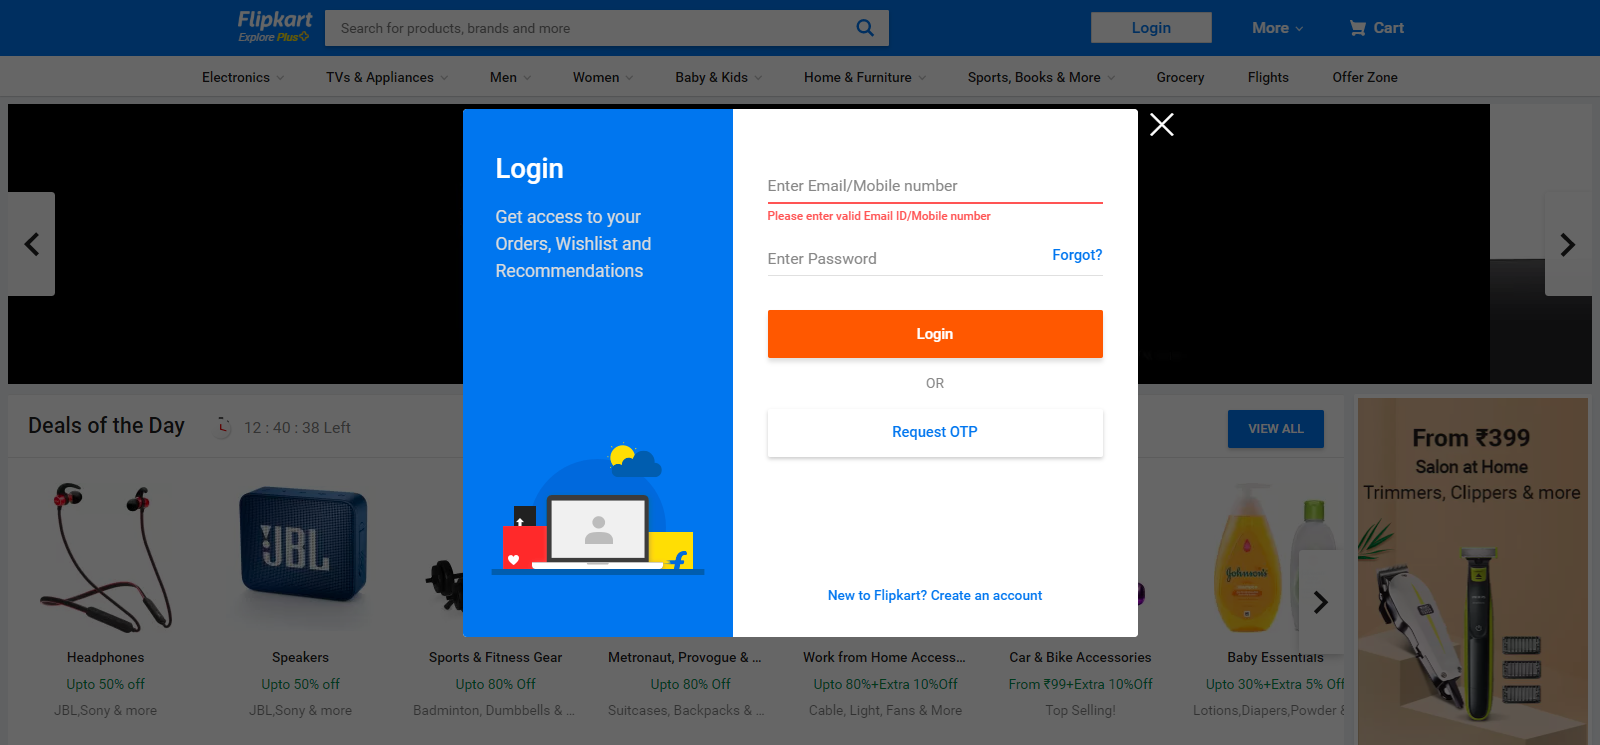 Flipkart
Explore Plus
Search for products, brands and more
Login
More
Cart
Electronics
TVs & Appliances
Men
Women
Baby & Kids
Home & Furniture
Sports, Books & More
Grocery
Flights
Offer Zone
Login
Get access to your
Orders, Wishlist and
Recommendations
Enter Email/Mobile number
Please enter valid Email ID/Mobile number
Enter Password
Forgot?
Login
OR
Request OTP
New to Flipkart? Create an account
Deals of the Day
12 : 40 : 38 Left
VIEW ALL
JBL
Johnson's
Headphones
Upto 50% off
JBL,Sony & more
Speakers
Upto 50% off
JBL,Sony & more
Sports & Fitness Gear
Upto 80% Off
Badminton, Dumbbells & ...
Metronaut, Provogue & ...
Upto 80% Off
Suitcases, Backpacks & ...
Work from Home Access...
Upto 80%+Extra 10%Off
Cable, Light, Fans & More
Car & Bike Accessories
From ₹99+Extra 10%Off
Top Selling!
Baby Essentials
Upto 30%+Extra 5% Off
Lotions,Diapers,Powder &
From ₹399
Salon at Home
Trimmers, Clippers & more